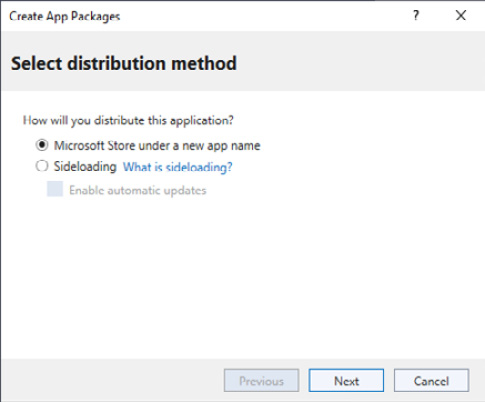 Create App Packages
?
Select distribution method
How will you distribute this application?
Microsoft Store under a new app name
Sideloading What is sideloading?
Enable automatic updates
Previous Next Cancel